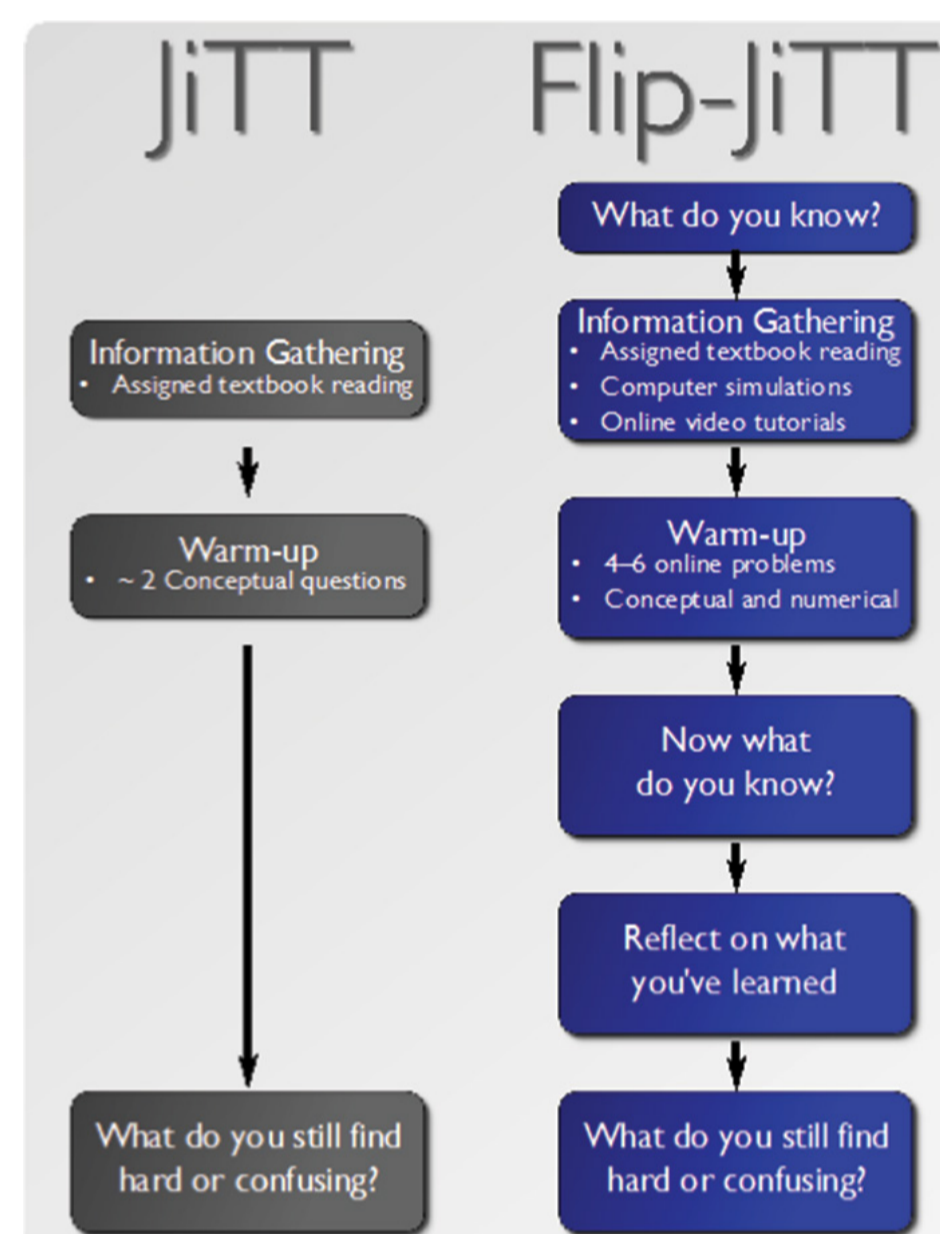 JiTT
Information Gathering
• Assigned textbook reading
Warm-up
• ~ 2 Conceptual questions
What do you still find
hard or confusing?
Flip-JiTT
What do you know?
Information Gathering
• Assigned textbook reading
• Computer simulations
• Online video tutorials
Warm-up
• 4–6 online problems
• Conceptual and numerical
Now what
do you know?
Reflect on what
you've learned
What do you still find
hard or confusing?